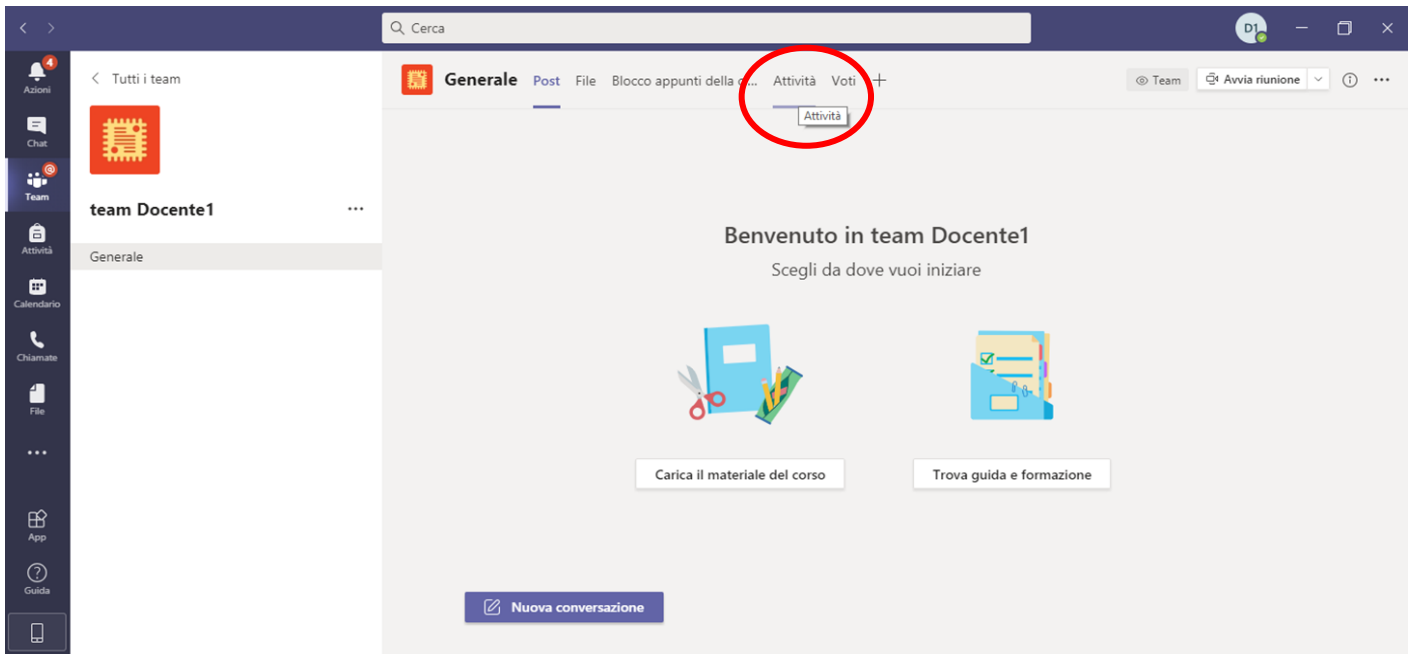 Cerca
D1
4
Azioni
Chat
@
Team
Attività
Calendario
Chiamate
File
App
Guida
Tutti i team
team Docente1
Generale
Generale Post File Blocco appunti della c... Attività Voti
Attività
Team Avvia riunione
Benvenuto in team Docente1
Scegli da dove vuoi iniziare
Carica il materiale del corso
Trova guida e formazione
Nuova conversazione